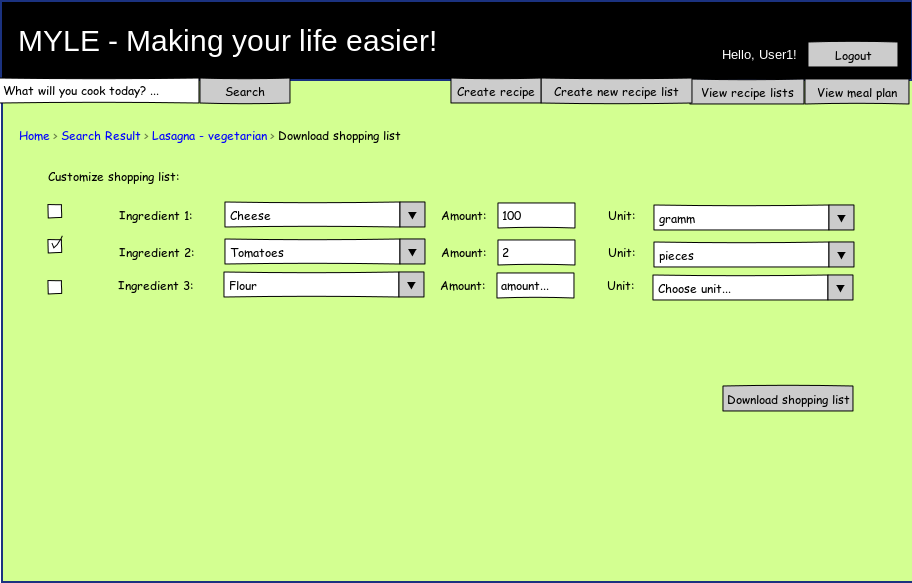 MYLE - Making your life easier!
Hello, User1! Logout
What will you cook today? ... Search Create recipe Create new recipe list View recipe lists View meal plan
Home > Search Result > Lasagna - vegetarian > Download shopping list
Customize shopping list:
Ingredient 1: Cheese Amount: 100 Unit: gramm
Ingredient 2: Tomatoes Amount: 2 Unit: pieces
Ingredient 3: Flour Amount: amount... Unit: Choose unit...
Download shopping list